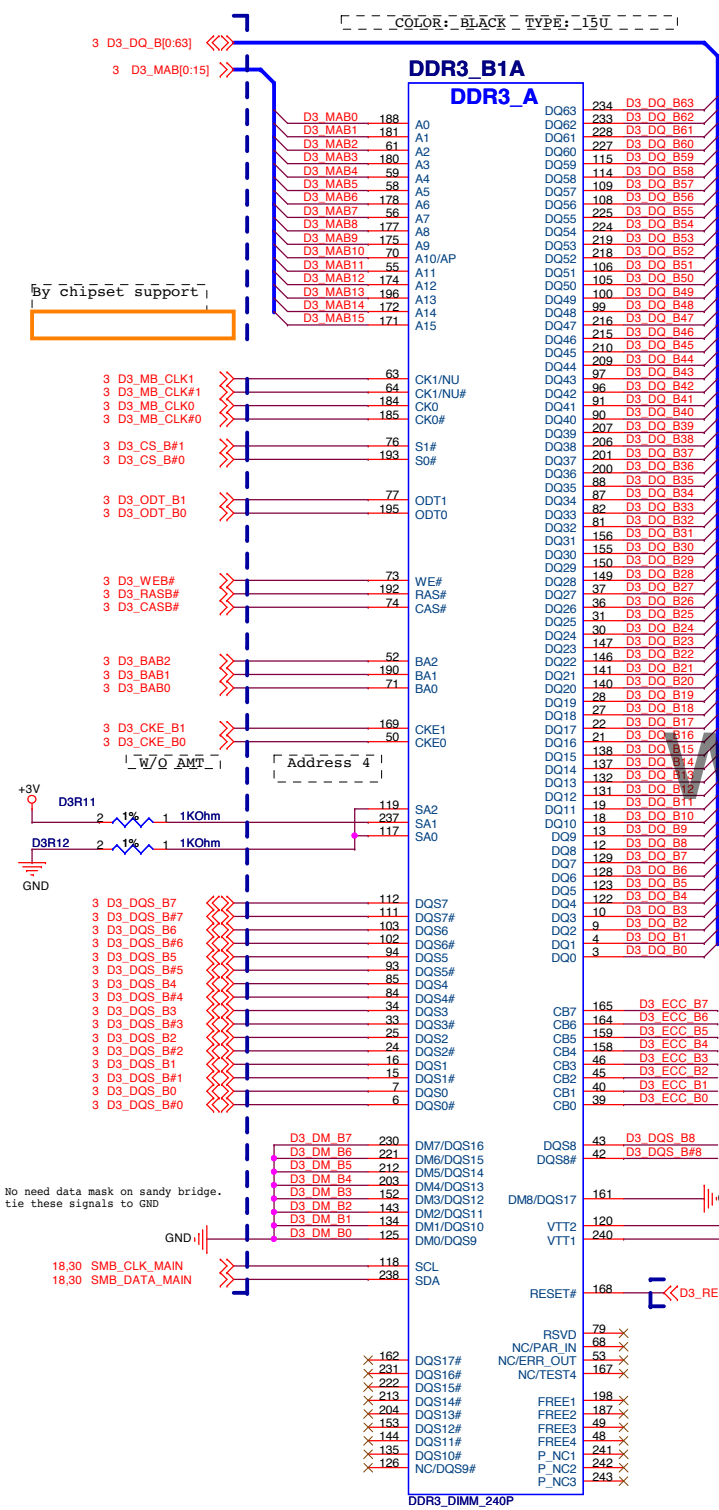 COLOR: BLACK TYPE: 15U
3 D3_DQ_B[0:63]
3 D3_MAB[0:15]
DDR3_B1A
DDR3_A
D3_MAB0 188 A0
D3_MAB1 181 A1
D3_MAB2 61 A2
D3_MAB3 180 A3
D3_MAB4 59 A4
D3_MAB5 58 A5
D3_MAB6 178 A6
D3_MAB7 56 A7
D3_MAB8 177 A8
D3_MAB9 175 A9
D3_MAB10 70 A10/AP
D3_MAB11 55 A11
D3_MAB12 174 A12
D3_MAB13 196 A13
D3_MAB14 172 A14
D3_MAB15 171 A15
By chipset support
3 D3_MB_CLK1 63 CK1/NU
3 D3_MB_CLK#1 64 CK1/NU#
3 D3_MB_CLK0 184 CK0
3 D3_MB_CLK#0 185 CK0#
3 D3_CS_B#1 76 S1#
3 D3_CS_B#0 193 S0#
3 D3_ODT_B1 77 ODT1
3 D3_ODT_B0 195 ODT0
3 D3_WEB# 73 WE#
3 D3_RASB# 192 RAS#
3 D3_CASB# 74 CAS#
3 D3_BAB2 52 BA2
3 D3_BAB1 190 BA1
3 D3_BAB0 71 BA0
3 D3_CKE_B1 169 CKE1
3 D3_CKE_B0 50 CKE0
W/O AMT
Address 4
+3V
D3R11 2 1% 1 1KOhm
D3R12 2 1% 1 1KOhm
GND
119 SA2
237 SA1
117 SA0
3 D3_DQS_B7 112 DQS7
3 D3_DQS_B#7 111 DQS7#
3 D3_DQS_B6 103 DQS6
3 D3_DQS_B#6 102 DQS6#
3 D3_DQS_B5 94 DQS5
3 D3_DQS_B#5 93 DQS5#
3 D3_DQS_B4 85 DQS4
3 D3_DQS_B#4 84 DQS4#
3 D3_DQS_B3 34 DQS3
3 D3_DQS_B#3 33 DQS3#
3 D3_DQS_B2 25 DQS2
3 D3_DQS_B#2 24 DQS2#
3 D3_DQS_B1 16 DQS1
3 D3_DQS_B#1 15 DQS1#
3 D3_DQS_B0 7 DQS0
3 D3_DQS_B#0 6 DQS0#
D3_DM_B7 230 DM7/DQS16
D3_DM_B6 221 DM6/DQS15
D3_DM_B5 212 DM5/DQS14
D3_DM_B4 203 DM4/DQS13
D3_DM_B3 152 DM3/DQS12
D3_DM_B2 143 DM2/DQS11
D3_DM_B1 134 DM1/DQS10
D3_DM_B0 125 DM0/DQS9
No need data mask on sandy bridge.
tie these signals to GND
GND
18,30 SMB_CLK_MAIN 118 SCL
18,30 SMB_DATA_MAIN 238 SDA
162 DQS17#
231 DQS16#
222 DQS15#
213 DQS14#
204 DQS13#
153 DQS12#
144 DQS11#
135 DQS10#
126 NC/DQS9#
DQ63 234 D3_DQ_B63
DQ62 233 D3_DQ_B62
DQ61 228 D3_DQ_B61
DQ60 227 D3_DQ_B60
DQ59 115 D3_DQ_B59
DQ58 114 D3_DQ_B58
DQ57 109 D3_DQ_B57
DQ56 108 D3_DQ_B56
DQ55 225 D3_DQ_B55
DQ54 224 D3_DQ_B54
DQ53 219 D3_DQ_B53
DQ52 218 D3_DQ_B52
DQ51 106 D3_DQ_B51
DQ50 105 D3_DQ_B50
DQ49 100 D3_DQ_B49
DQ48 99 D3_DQ_B48
DQ47 216 D3_DQ_B47
DQ46 215 D3_DQ_B46
DQ45 210 D3_DQ_B45
DQ44 209 D3_DQ_B44
DQ43 97 D3_DQ_B43
DQ42 96 D3_DQ_B42
DQ41 91 D3_DQ_B41
DQ40 90 D3_DQ_B40
DQ39 207 D3_DQ_B39
DQ38 206 D3_DQ_B38
DQ37 201 D3_DQ_B37
DQ36 200 D3_DQ_B36
DQ35 88 D3_DQ_B35
DQ34 87 D3_DQ_B34
DQ33 82 D3_DQ_B33
DQ32 81 D3_DQ_B32
DQ31 156 D3_DQ_B31
DQ30 155 D3_DQ_B30
DQ29 150 D3_DQ_B29
DQ28 149 D3_DQ_B28
DQ27 37 D3_DQ_B27
DQ26 36 D3_DQ_B26
DQ25 31 D3_DQ_B25
DQ24 30 D3_DQ_B24
DQ23 147 D3_DQ_B23
DQ22 146 D3_DQ_B22
DQ21 141 D3_DQ_B21
DQ20 140 D3_DQ_B20
DQ19 28 D3_DQ_B19
DQ18 27 D3_DQ_B18
DQ17 22 D3_DQ_B17
DQ16 21 D3_DQ_B16
DQ15 138 D3_DQ_B15
DQ14 137 D3_DQ_B14
DQ13 132 D3_DQ_B13
DQ12 131 D3_DQ_B12
DQ11 19 D3_DQ_B11
DQ10 18 D3_DQ_B10
DQ9 13 D3_DQ_B9
DQ8 12 D3_DQ_B8
DQ7 129 D3_DQ_B7
DQ6 128 D3_DQ_B6
DQ5 123 D3_DQ_B5
DQ4 122 D3_DQ_B4
DQ3 10 D3_DQ_B3
DQ2 9 D3_DQ_B2
DQ1 4 D3_DQ_B1
DQ0 3 D3_DQ_B0
CB7 165 D3_ECC_B7
CB6 164 D3_ECC_B6
CB5 159 D3_ECC_B5
CB4 158 D3_ECC_B4
CB3 46 D3_ECC_B3
CB2 45 D3_ECC_B2
CB1 40 D3_ECC_B1
CB0 39 D3_ECC_B0
DQS8 43 D3_DQS_B8
DQS8# 42 D3_DQS_B#8
DM8/DQS17 161
VTT2 120
VTT1 240
RESET# 168 D3_RE
RSVD 79
NC/PAR_IN 68
NC/ERR_OUT 53
NC/TEST4 167
FREE1 198
FREE2 187
FREE3 49
FREE4 48
P_NC1 241
P_NC2 242
P_NC3 243
DDR3_DIMM_240P